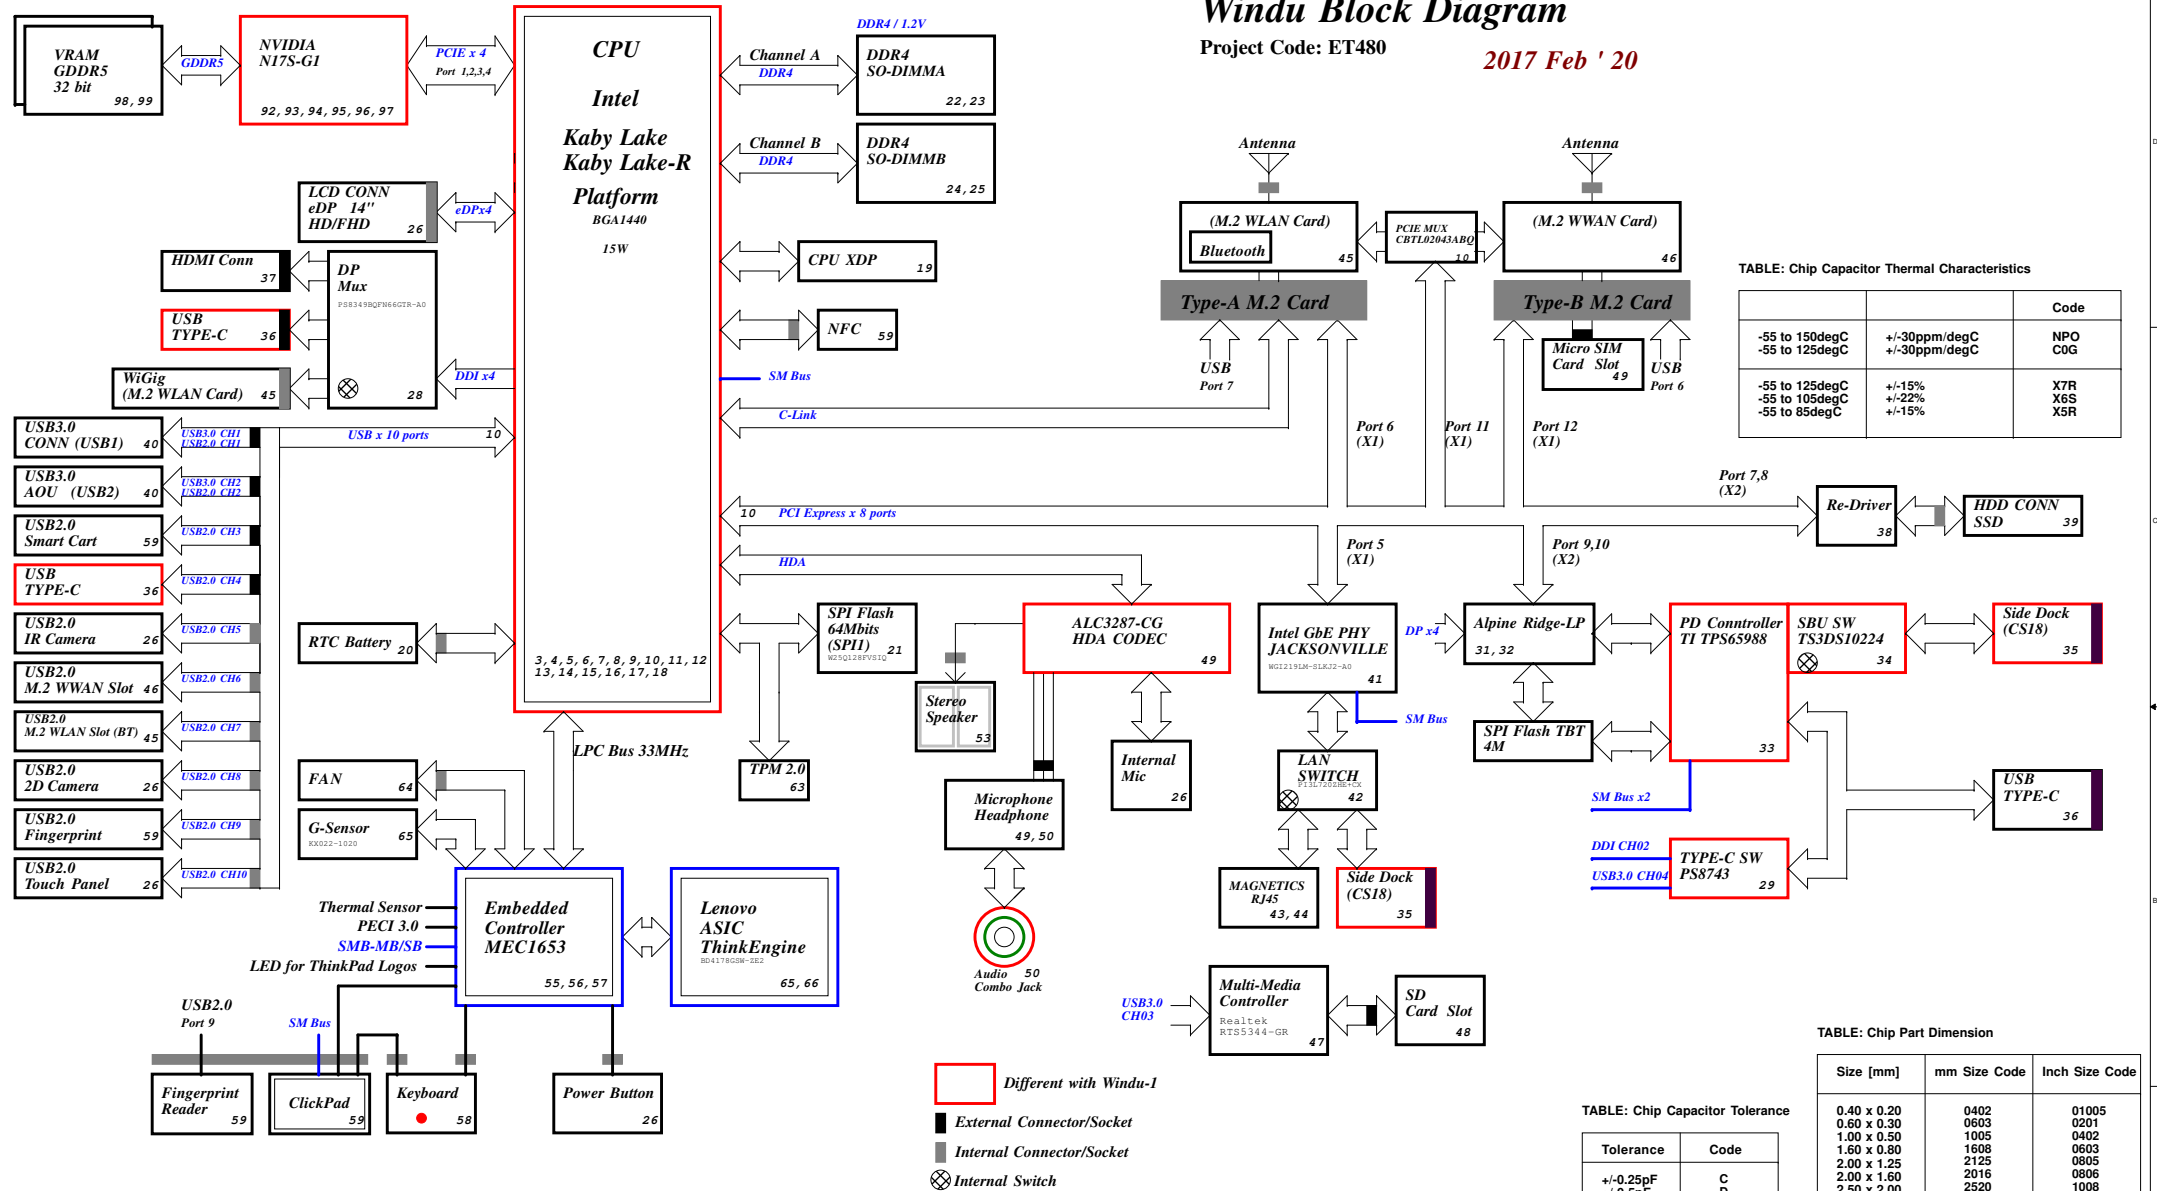 Windu Block Diagram
Project Code: ET480
2017 Feb ' 20
VRAM
GDDR5
32 bit
98,99
GDDR5
NVIDIA
N17S-G1
92,93,94,95,96,97
PCIE x 4
Port 1,2,3,4
CPU
Intel
Kaby Lake
Kaby Lake-R
Platform
BGA1440
15W
3,4,5,6,7,8,9,10,11,12
13,14,15,16,17,18
DDR4 / 1.2V
Channel A
DDR4
DDR4
SO-DIMMA
22,23
Channel B
DDR4
DDR4
SO-DIMMB
24,25
LCD CONN
eDP 14"
HD/FHD
26
eDPx4
HDMI Conn
37
USB
TYPE-C
36
WiGig
(M.2 WLAN Card)
45
DP
Mux
PS8349BQFN66GTR-A0
28
DDI x4
CPU XDP
19
NFC
59
SM Bus
C-Link
USB x 10 ports
10
USB3.0
CONN (USB1)
40
USB3.0 CH1
USB2.0 CH1
USB3.0
AOU (USB2)
40
USB3.0 CH2
USB2.0 CH2
USB2.0
Smart Cart
59
USB2.0 CH3
USB
TYPE-C
36
USB2.0 CH4
USB2.0
IR Camera
26
USB2.0 CH5
USB2.0
M.2 WWAN Slot
46
USB2.0 CH6
USB2.0
M.2 WLAN Slot (BT)
45
USB2.0 CH7
USB2.0
2D Camera
26
USB2.0 CH8
USB2.0
Fingerprint
59
USB2.0 CH9
USB2.0
Touch Panel
26
USB2.0 CH10
Antenna
(M.2 WLAN Card)
Bluetooth
45
Type-A M.2 Card
USB
Port 7
PCIE MUX
CBTL02043ABQ
10
Antenna
(M.2 WWAN Card)
46
Type-B M.2 Card
Micro SIM
Card Slot
49
USB
Port 6
Port 6
(X1)
Port 11
(X1)
Port 12
(X1)
Port 7,8
(X2)
10
PCI Express x 8 ports
Re-Driver
38
HDD CONN
SSD
39
Port 5
(X1)
Port 9,10
(X2)
HDA
RTC Battery
20
SPI Flash
64Mbits
(SPI1)
21
W25Q128FVSIQ
TPM 2.0
63
ALC3287-CG
HDA CODEC
49
Stereo
Speaker
53
Internal
Mic
26
Microphone
Headphone
49,50
Audio
Combo Jack
50
Intel GbE PHY
JACKSONVILLE
WGI219LM-SLKJ2-A0
41
SM Bus
LAN
SWITCH
PI3L720ZHE+CX
42
MAGNETICS
RJ45
43,44
Side Dock
(CS18)
35
DP x4
Alpine Ridge-LP
31,32
SPI Flash TBT
4M
PD Conntroller
TI TPS65988
33
SBU SW
TS3DS10224
34
Side Dock
(CS18)
35
SM Bus x2
USB
TYPE-C
36
DDI CH02
USB3.0 CH04
TYPE-C SW
PS8743
29
FAN
64
G-Sensor
KX022-1020
65
LPC Bus 33MHz
Thermal Sensor
PECI 3.0
SMB-MB/SB
LED for ThinkPad Logos
Embedded
Controller
MEC1653
55,56,57
Lenovo
ASIC
ThinkEngine
BD4178GSW-ZE2
65,66
USB2.0
Port 9
SM Bus
Fingerprint
Reader
59
ClickPad
59
Keyboard
58
Power Button
26
USB3.0
CH03
Multi-Media
Controller
Realtek
RTS5344-GR
47
SD
Card Slot
48
Different with Windu-1
External Connector/Socket
Internal Connector/Socket
Internal Switch
TABLE: Chip Capacitor Thermal Characteristics
Code
-55 to 150degC +/-30ppm/degC NPO
-55 to 125degC +/-30ppm/degC C0G
-55 to 125degC +/-15% X7R
-55 to 105degC +/-22% X6S
-55 to 85degC +/-15% X5R
TABLE: Chip Capacitor Tolerance
Tolerance Code
+/-0.25pF C
TABLE: Chip Part Dimension
Size [mm] mm Size Code Inch Size Code
0.40 x 0.20 0402 01005
0.60 x 0.30 0603 0201
1.00 x 0.50 1005 0402
1.60 x 0.80 1608 0603
2.00 x 1.25 2125 0805
2.00 x 1.60 2016 0806
2.50 x 2.00 2520 1008